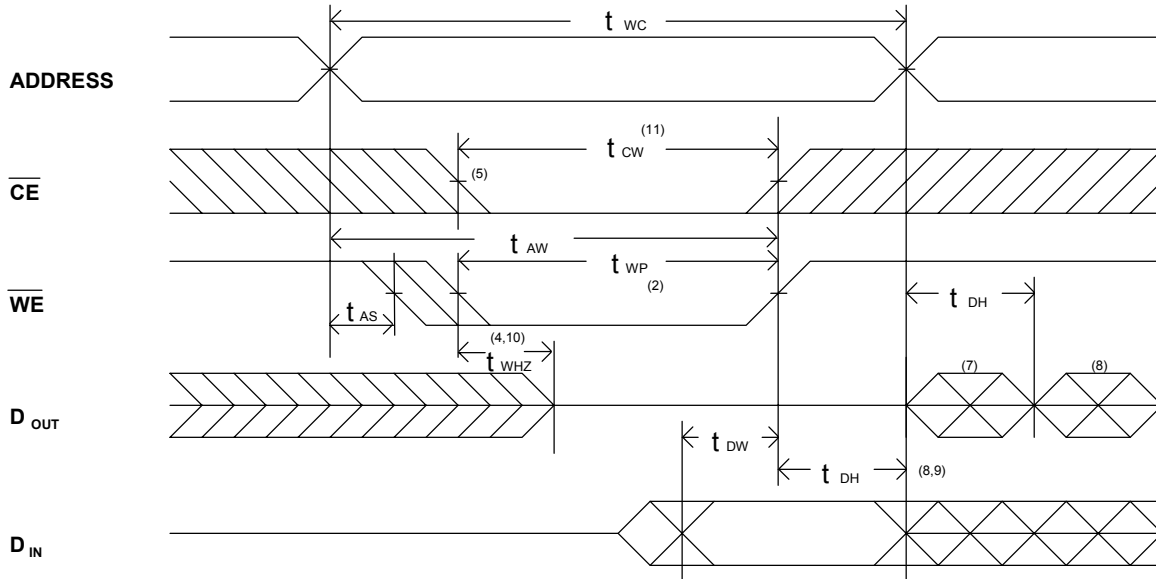 t WC
ADDRESS
t CW (11)
CE (5)
t AW
t WP (2)
WE
t AS
t DH
(4,10)
t WHZ
(7) (8)
D OUT
t DW
t DH (8,9)
D IN